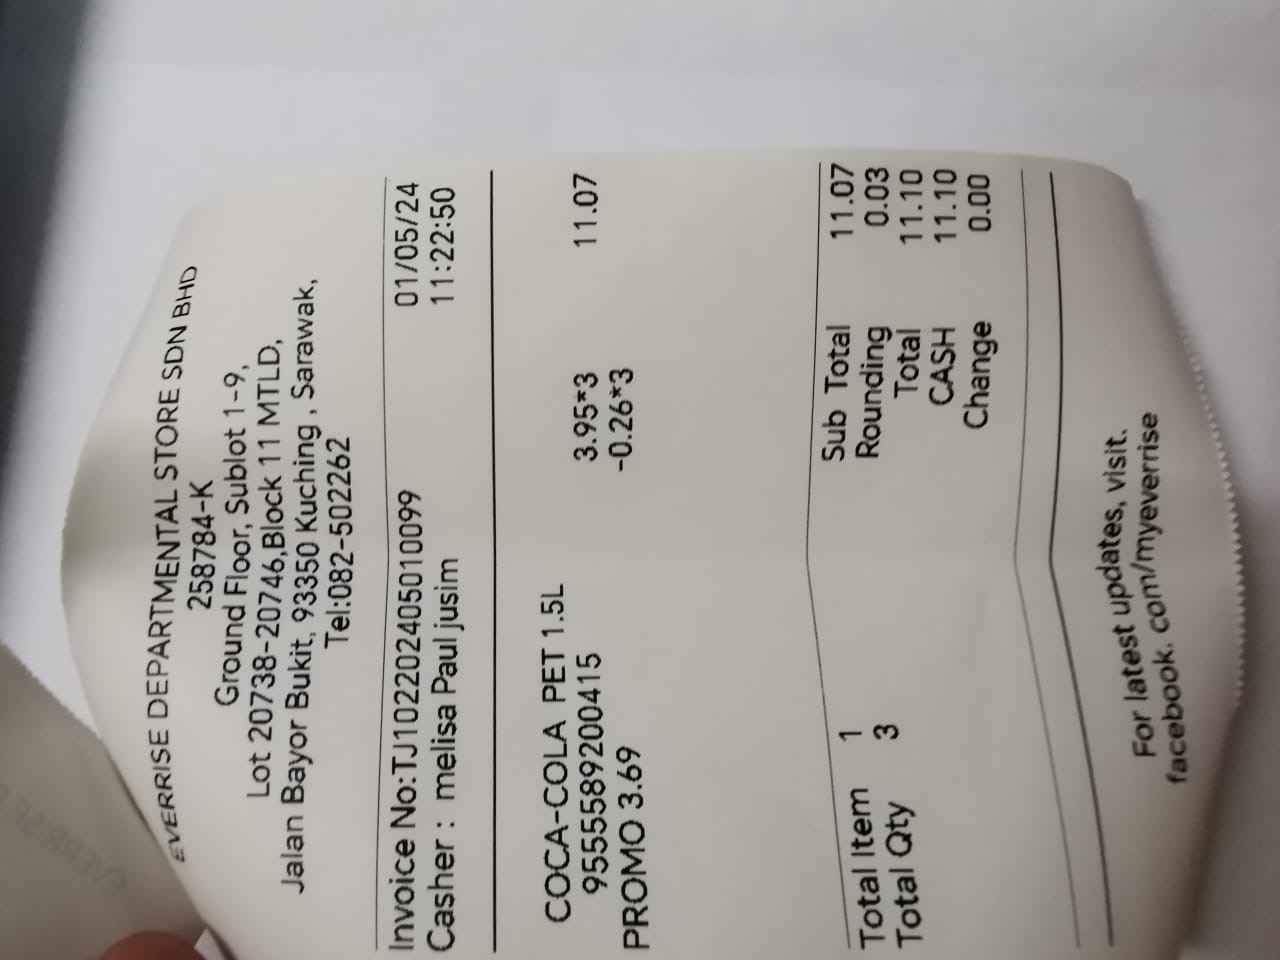 EVERRISE DEPARTMENTAL STORE SDN BHD
258784-K
Ground Floor, Sublot 1-9,
Lot 20738-20746,Block 11 MTLD,
Jalan Bayor Bukit, 93350 Kuching , Sarawak,
Tel:082-502262
Invoice No:TJ102202405010099 01/05/24
Casher : melisa Paul jusim 11:22:50
COCA-COLA PET 1.5L
9555589200415 3.95*3 11.07
PROMO 3.69 -0.26*3
Total Item 1 Sub Total 11.07
Total Qty 3 Rounding 0.03
Total 11.10
CASH 11.10
Change 0.00
For latest updates, visit.
facebook. com/myeverrise
EVERRISE